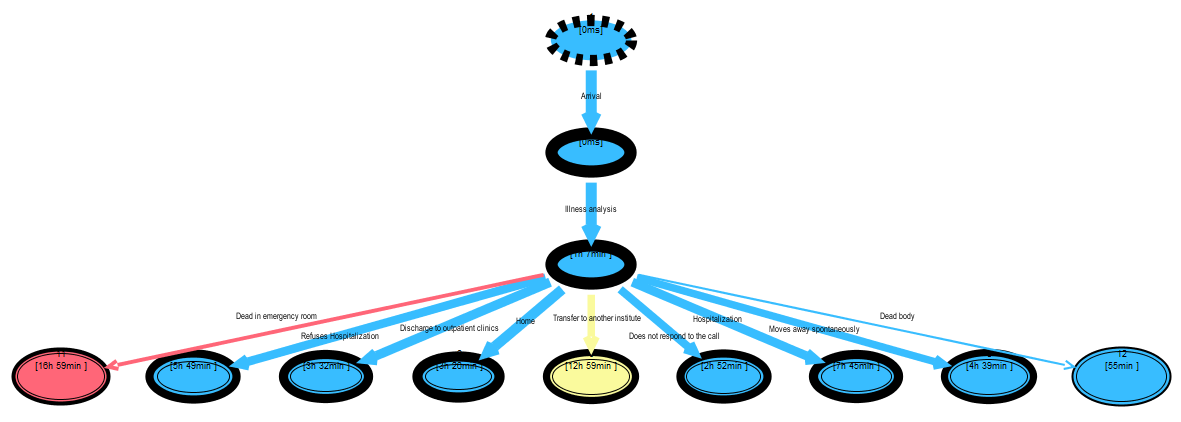 [0ms]
Arrival
[0ms]
Illness analysis
[1h 7min ]
Dead in emergency room
Refuses Hospitalization
Discharge to outpatient clinics
Home
Transfer to another institute
Does not respond to the call
Hospitalization
Moves away spontaneously
Dead body
11
[16h 59min ]
[5h 49min ]
[3h 32min ]
[3h 20min ]
[12h 59min ]
[2h 52min ]
[7h 45min ]
[4h 39min ]
12
[55min ]